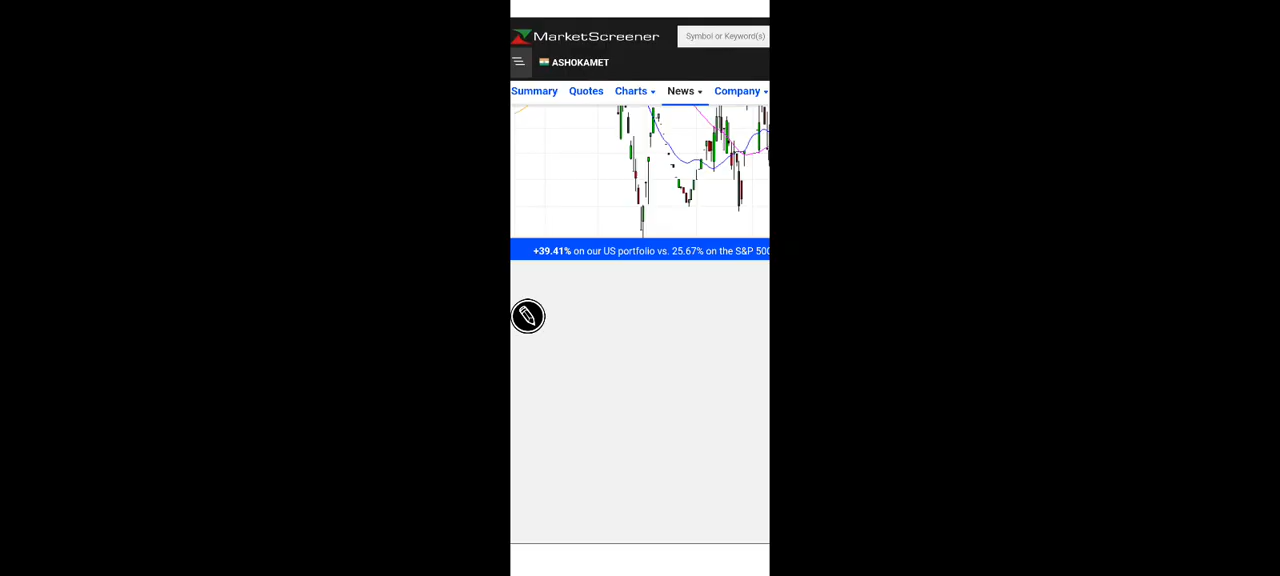 MarketScreener
Symbol or Keyword(s)
ASHOKAMET
Summary Quotes Charts News Company
+39.41% on our US portfolio vs. 25.67% on the S&P 500